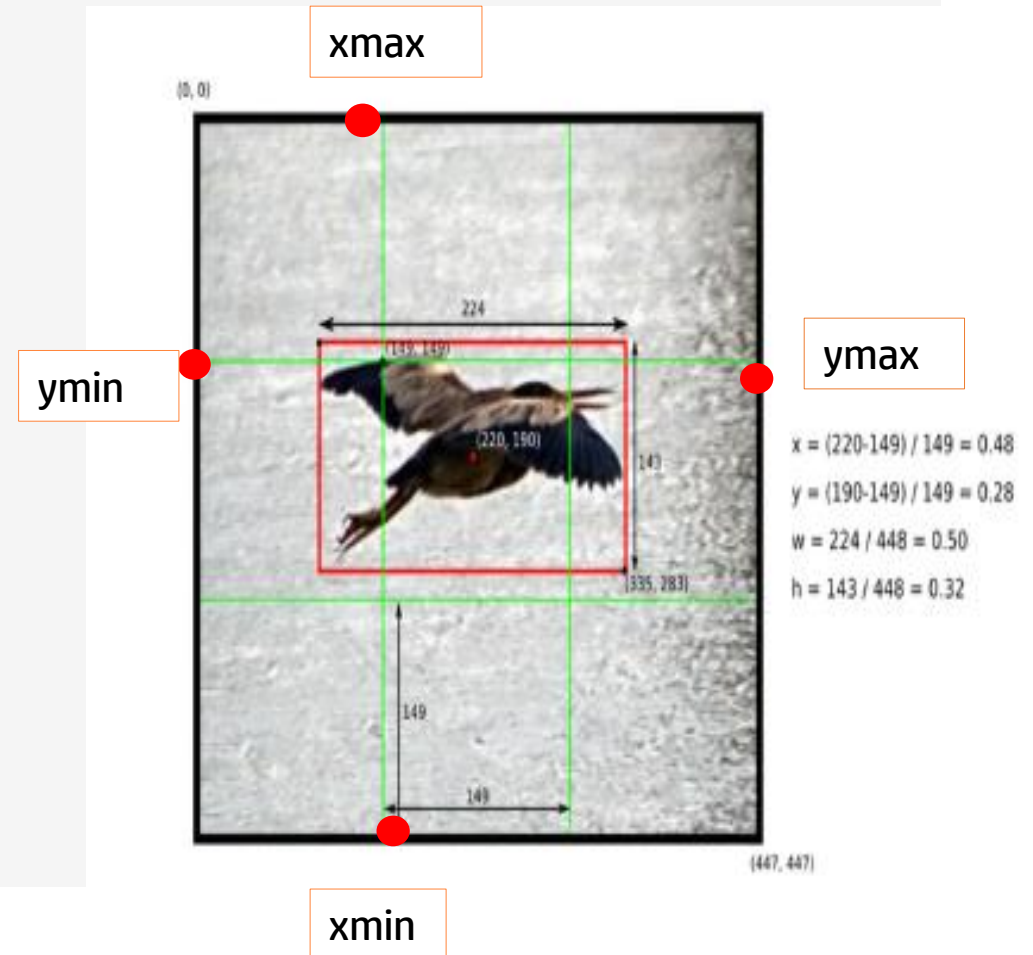 xmax
(0, 0)
224
(149, 149)
ymin
ymax
(220, 190)
143
x = (220-149) / 149 = 0.48
y = (190-149) / 149 = 0.28
w = 224 / 448 = 0.50
h = 143 / 448 = 0.32
(335, 283)
149
149
(447, 447)
xmin